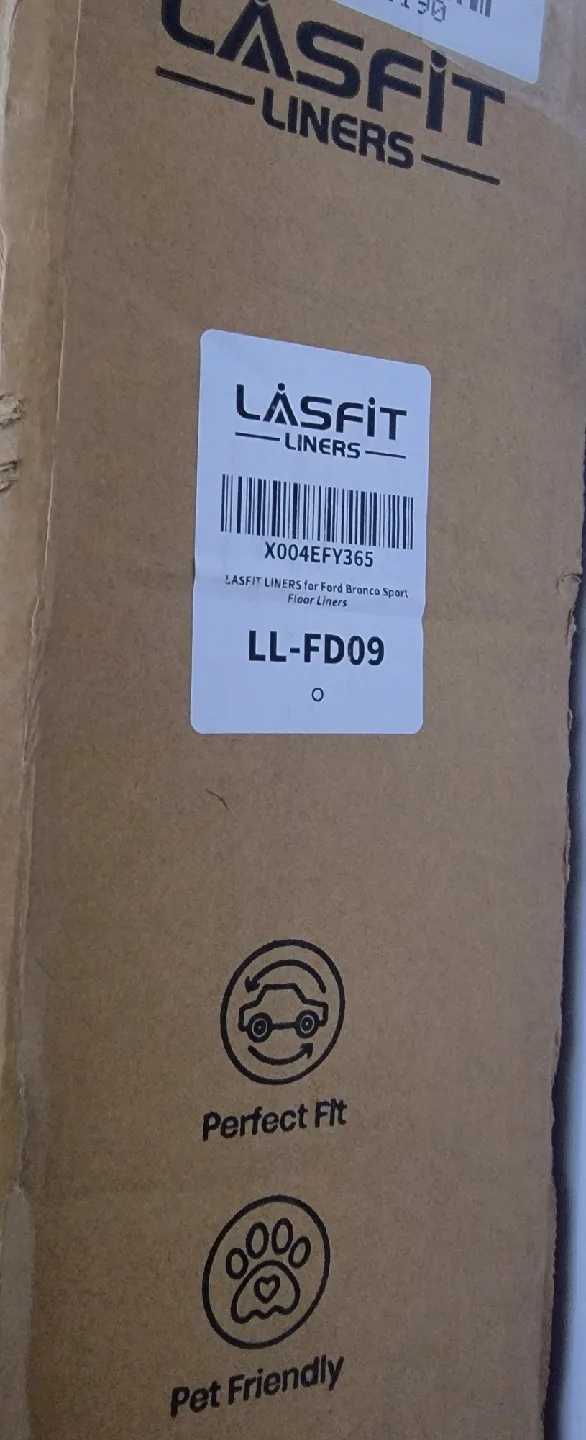 LASFIT
LINERS
LASFIT
LINERS
X004EFY365
LASFIT LINERS for Ford Bronco Sport
Floor Liners
LL-FD09
O
Perfect Fit
Pet Friendly